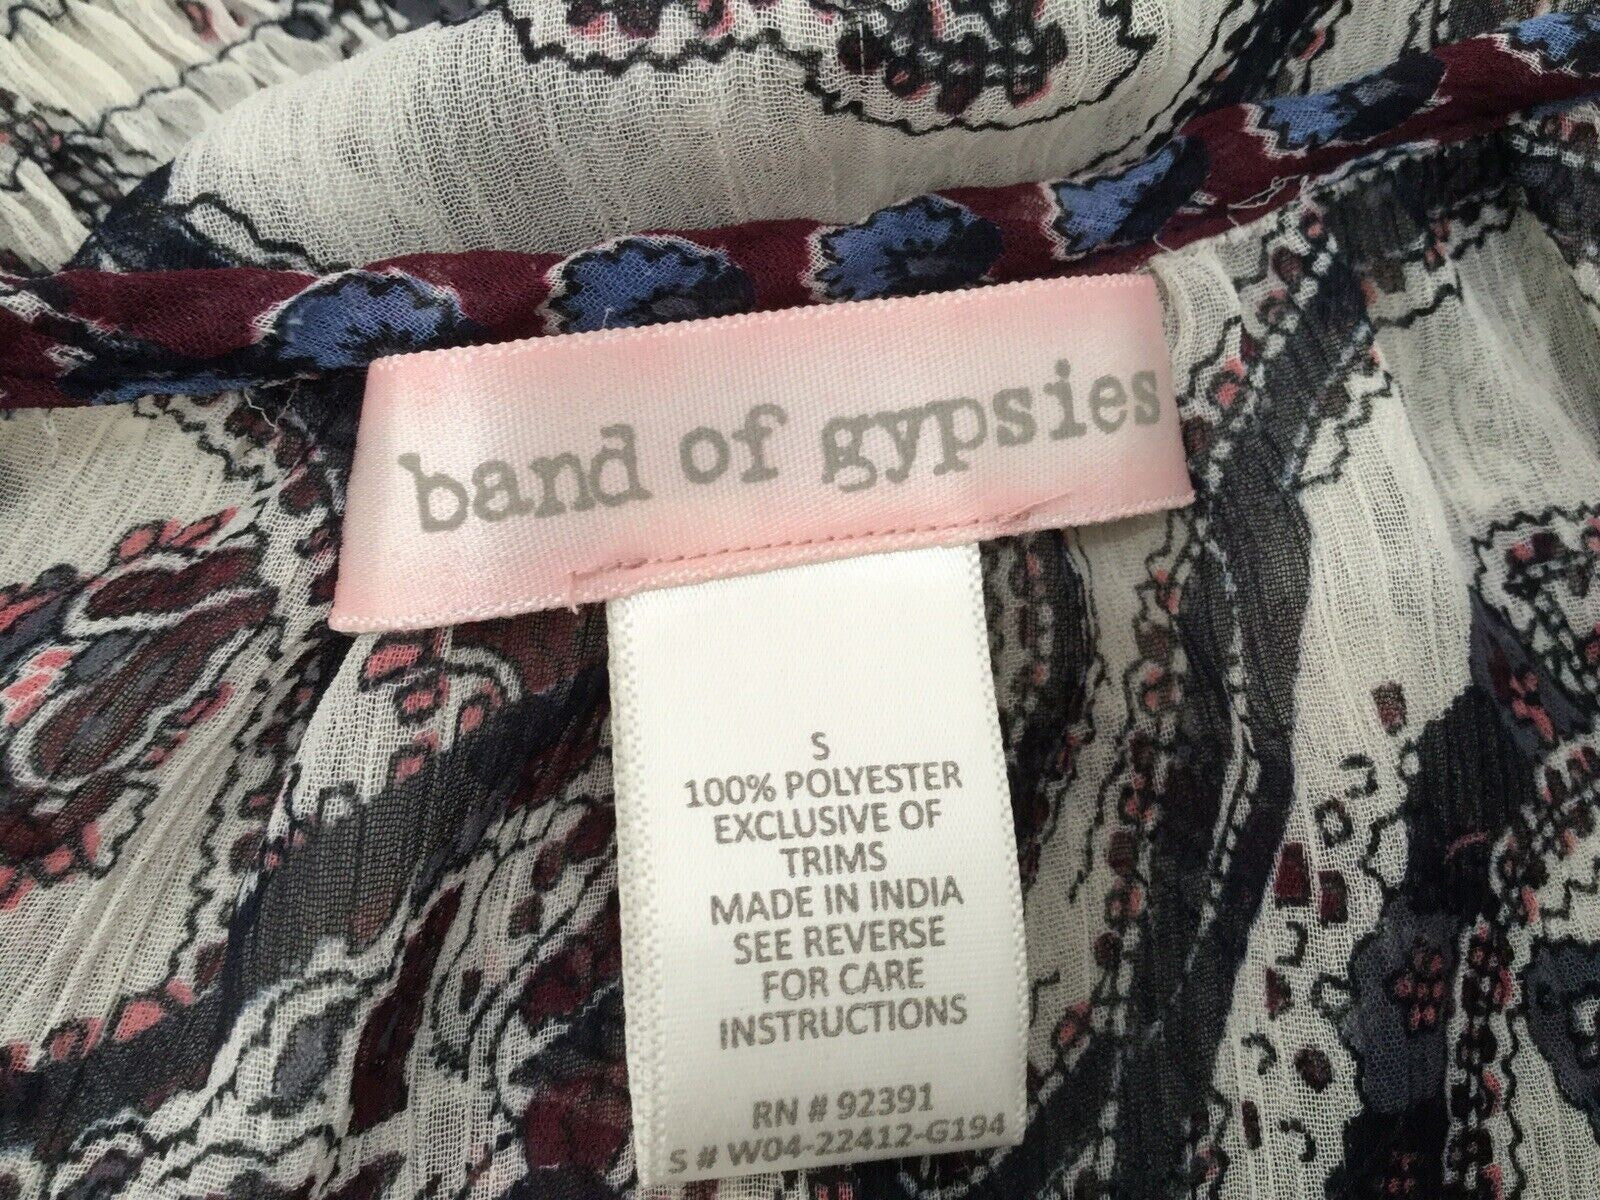 band of gypsies
S
100% POLYESTER
EXCLUSIVE OF
TRIMS
MADE IN INDIA
SEE REVERSE
FOR CARE
INSTRUCTIONS
RN # 92391
S # W04-22412-G194